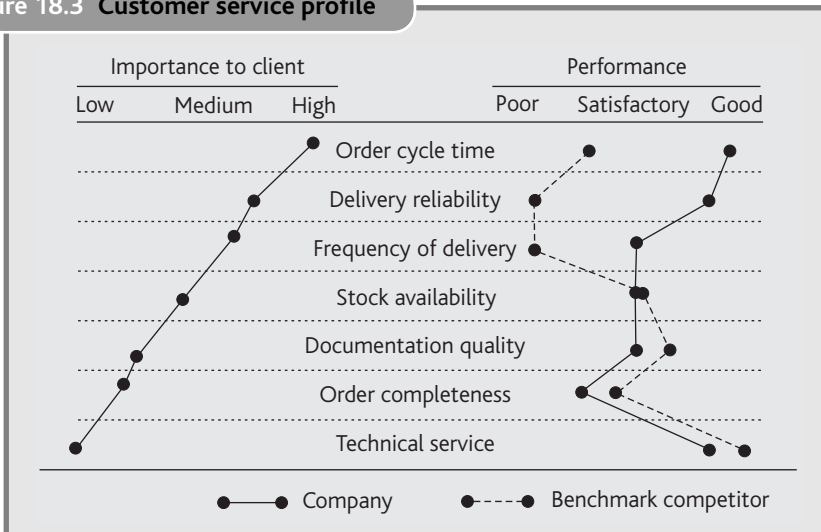 18.3 Customer service profile
Importance to client Performance
Low Medium High Poor Satisfactory Good
Order cycle time
Delivery reliability
Frequency of delivery
Stock availability
Documentation quality
Order completeness
Technical service
Company Benchmark competitor